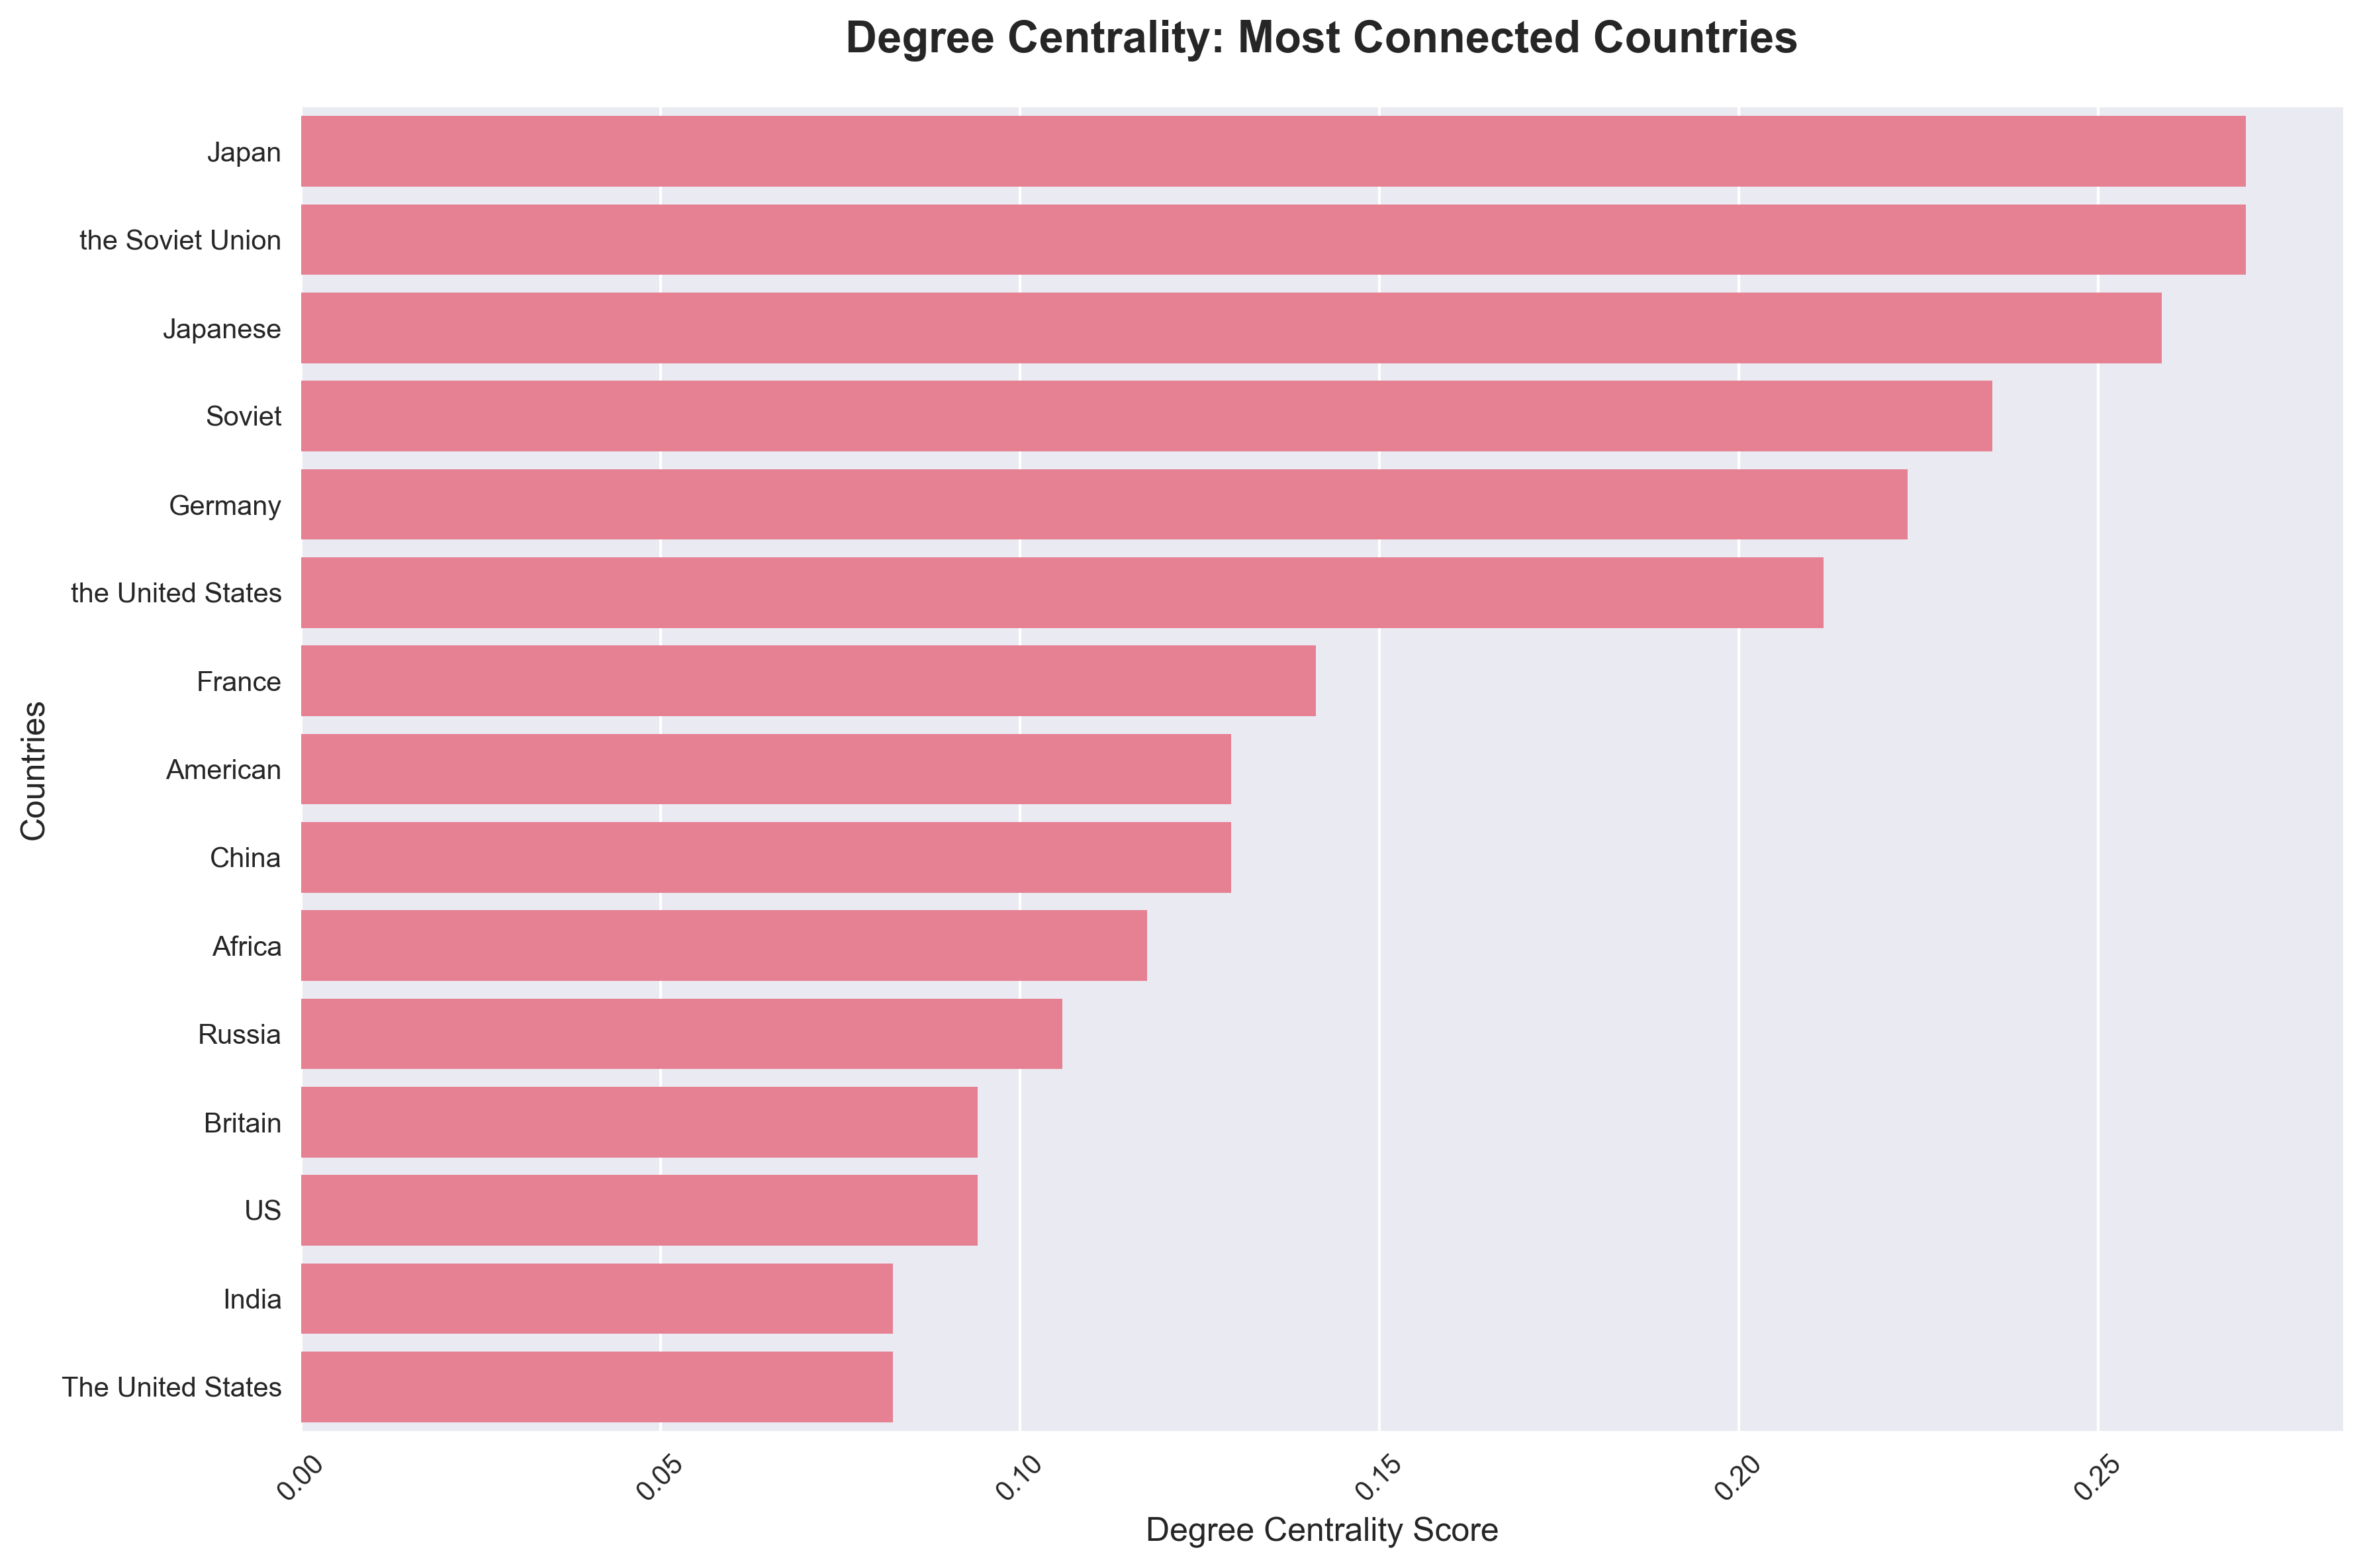 Degree Centrality: Most Connected Countries
Japan
the Soviet Union
Japanese
Soviet
Germany
the United States
France
American
China
Africa
Russia
Britain
US
India
The United States
Countries
0.00
0.05
0.10
0.15
0.20
0.25
Degree Centrality Score